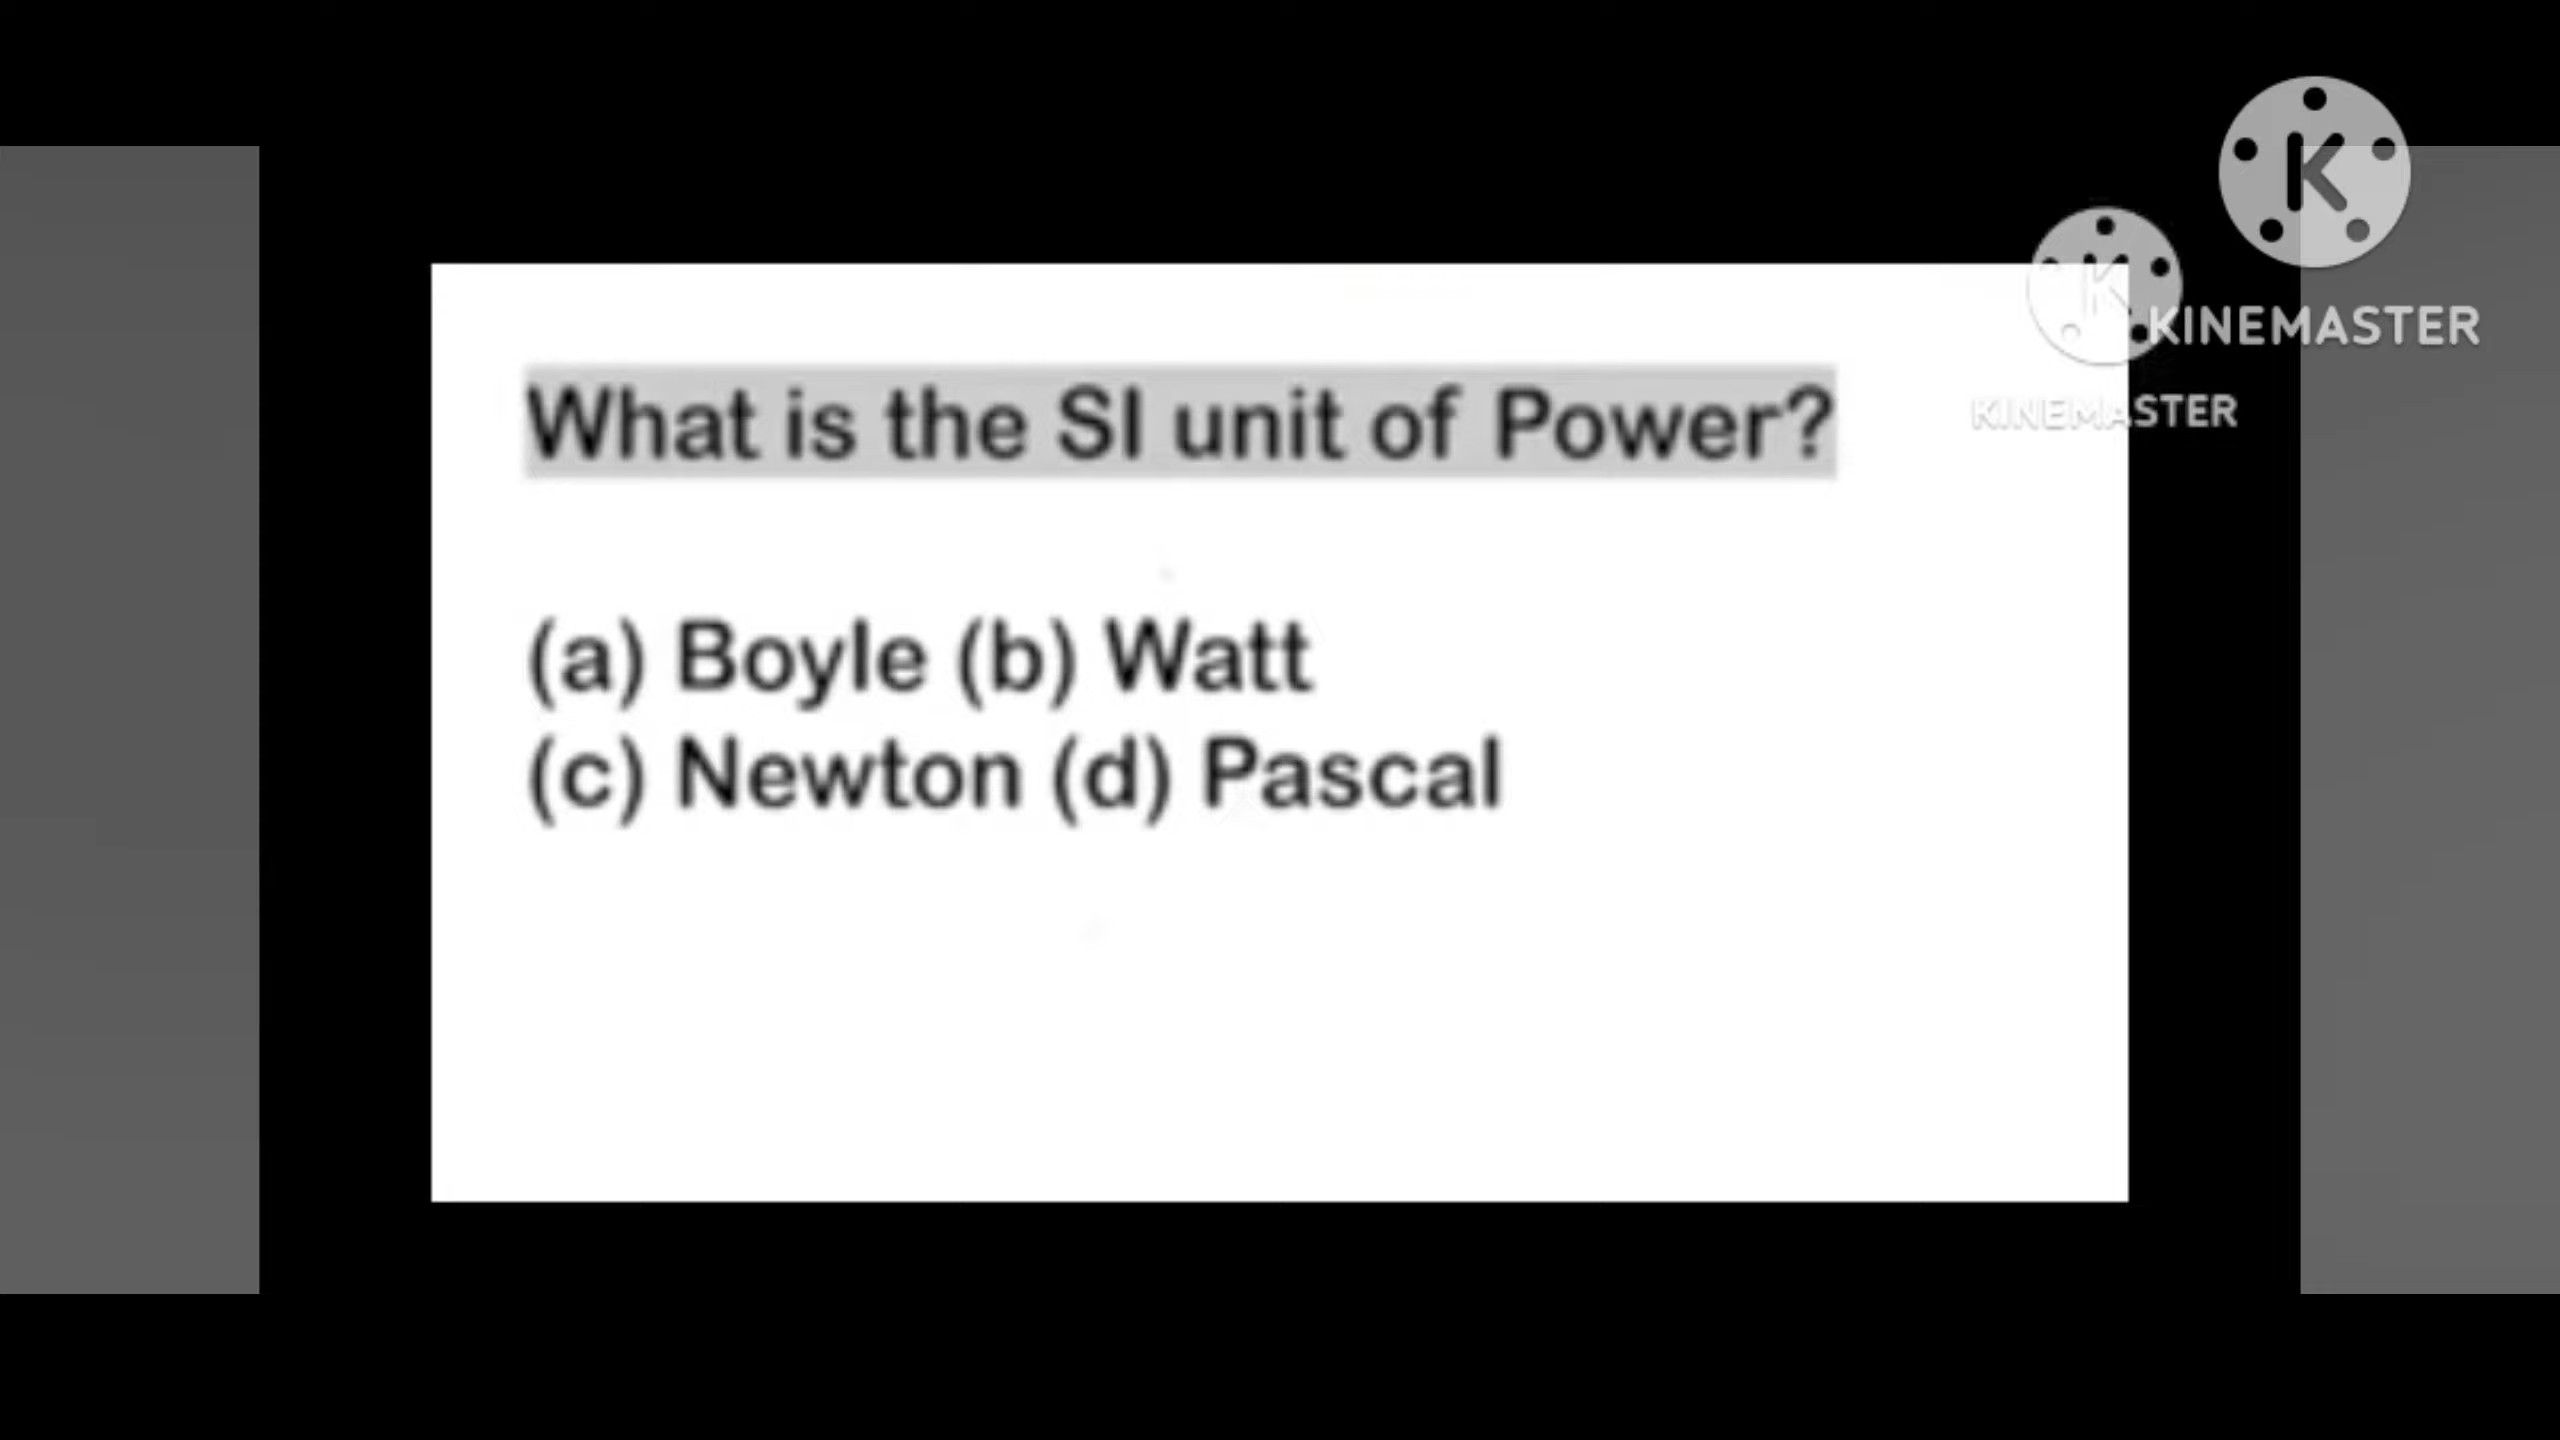 What is the SI unit of Power?
(a) Boyle (b) Watt
(c) Newton (d) Pascal
K
KINEMASTER
K
KINEMASTER